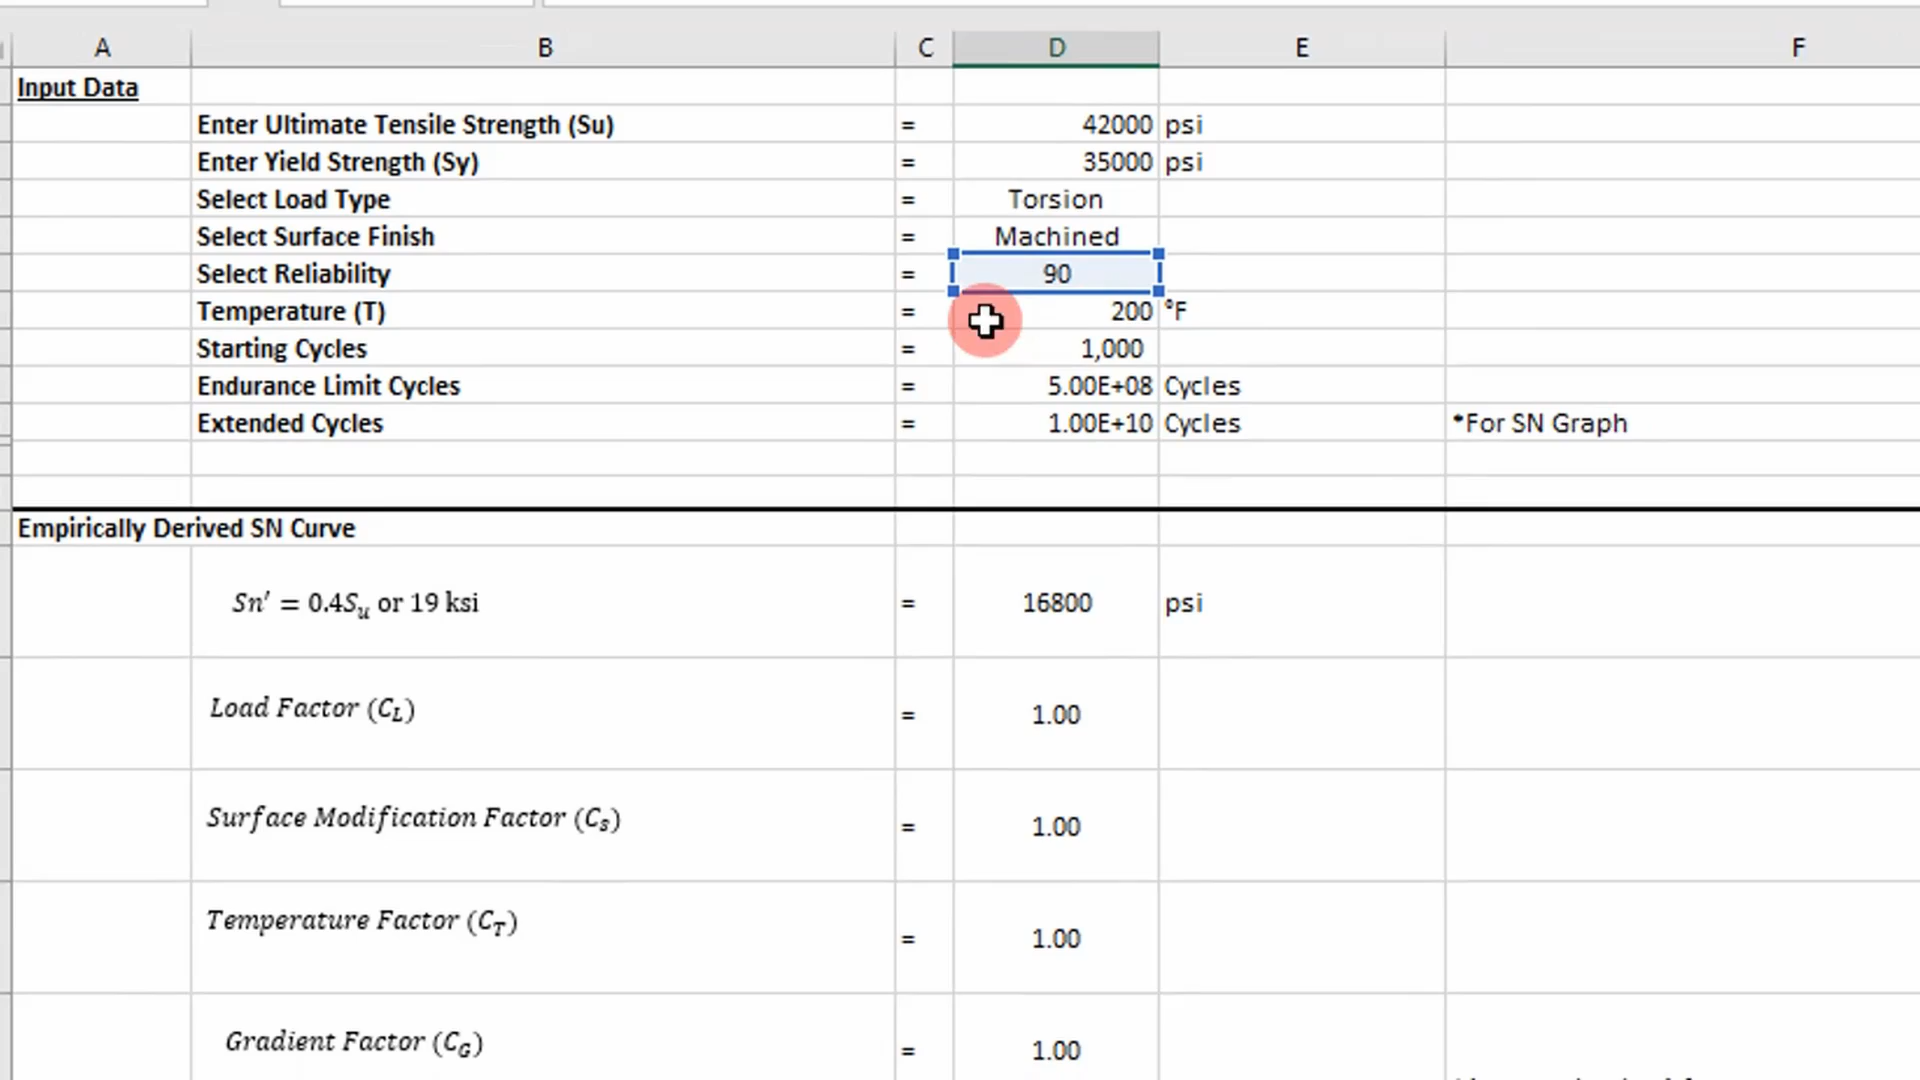 A B C D E F
Input Data
Enter Ultimate Tensile Strength (Su) = 42000 psi
Enter Yield Strength (Sy) = 35000 psi
Select Load Type = Torsion
Select Surface Finish = Machined
Select Reliability = 90
Temperature (T) = 200 °F
Starting Cycles = 1,000
Endurance Limit Cycles = 5.00E+08 Cycles
Extended Cycles = 1.00E+10 Cycles *For SN Graph
Empirically Derived SN Curve
Sn′ = 0.4Sᵤ or 19 ksi = 16800 psi
Load Factor (C_L) = 1.00
Surface Modification Factor (C_s) = 1.00
Temperature Factor (C_T) = 1.00
Gradient Factor (C_G) = 1.00